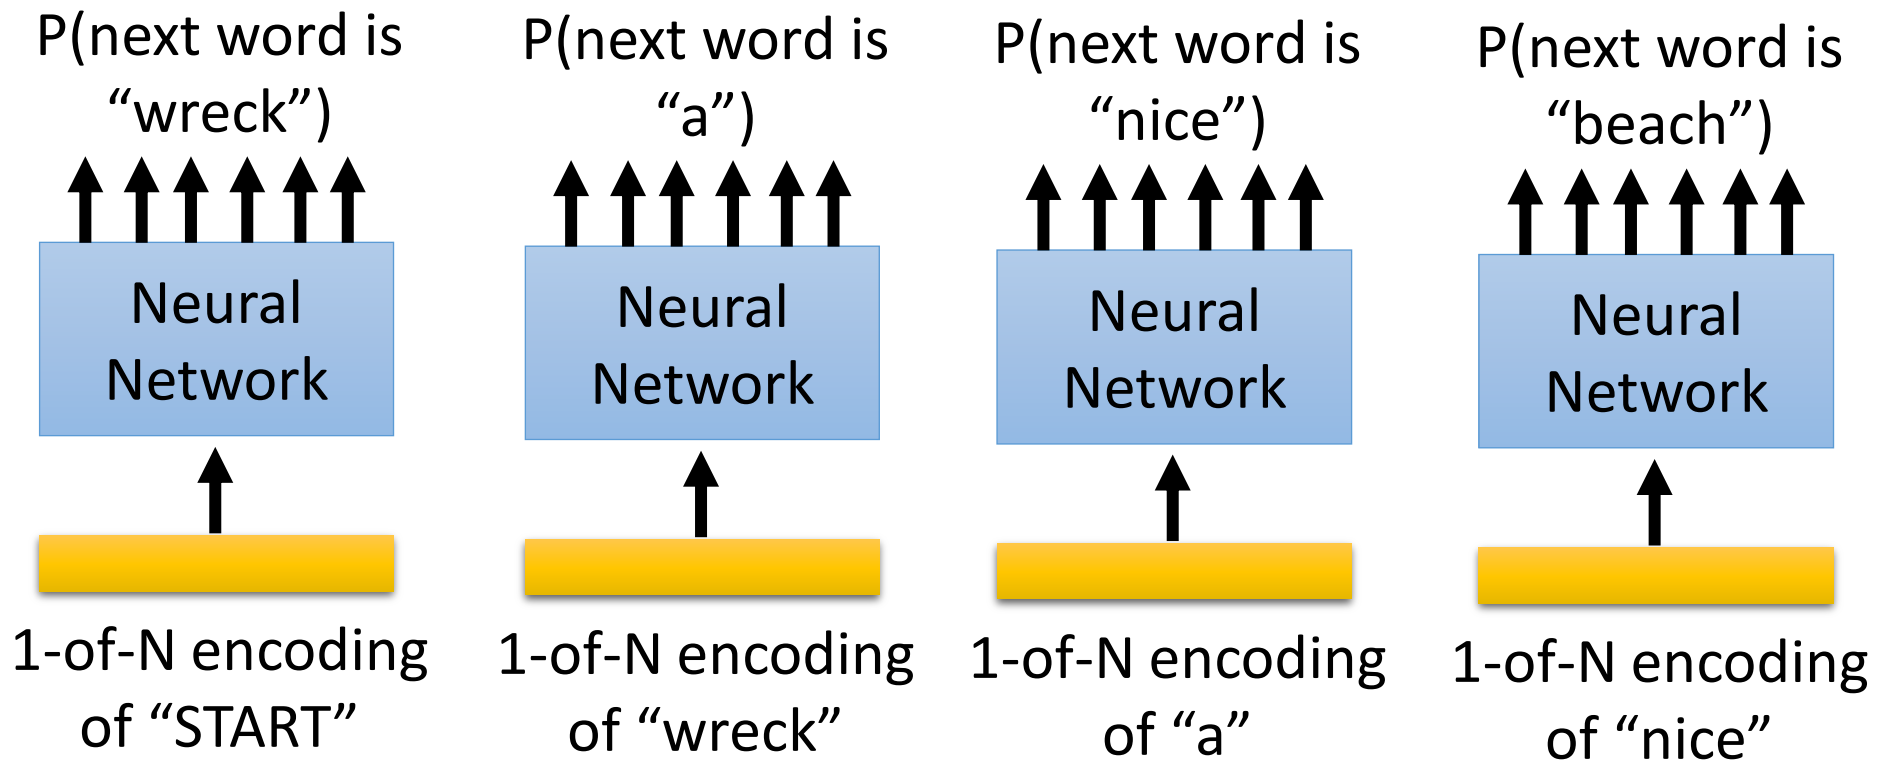 P(next word is
“wreck”)
Neural
Network
1-of-N encoding
of “START”
P(next word is
“a”)
Neural
Network
1-of-N encoding
of “wreck”
P(next word is
“nice”)
Neural
Network
1-of-N encoding
of “a”
P(next word is
“beach”)
Neural
Network
1-of-N encoding
of “nice”